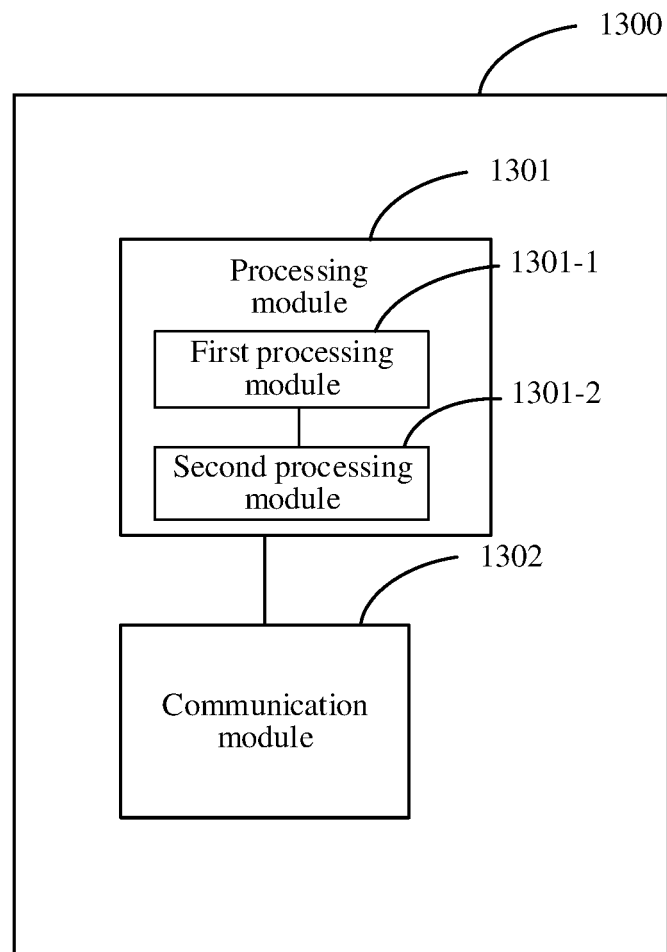 1300
1301
Processing
module
1301-1
First processing
module
1301-2
Second processing
module
1302
Communication
module